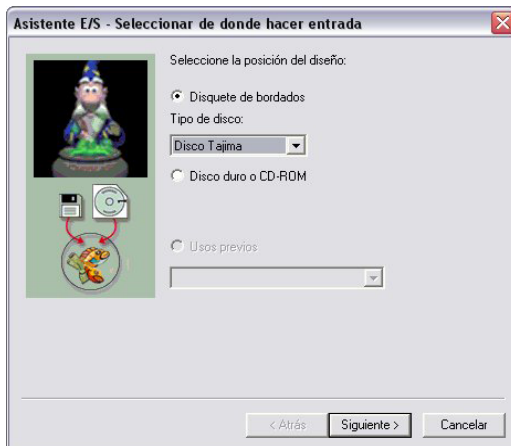 Asistente E/S - Seleccionar de donde hacer entrada
Seleccione la posición del diseño:
Disquete de bordados
Tipo de disco:
Disco Tajima
Disco duro o CD-ROM
Usos previos
< Atrás
Siguiente >
Cancelar